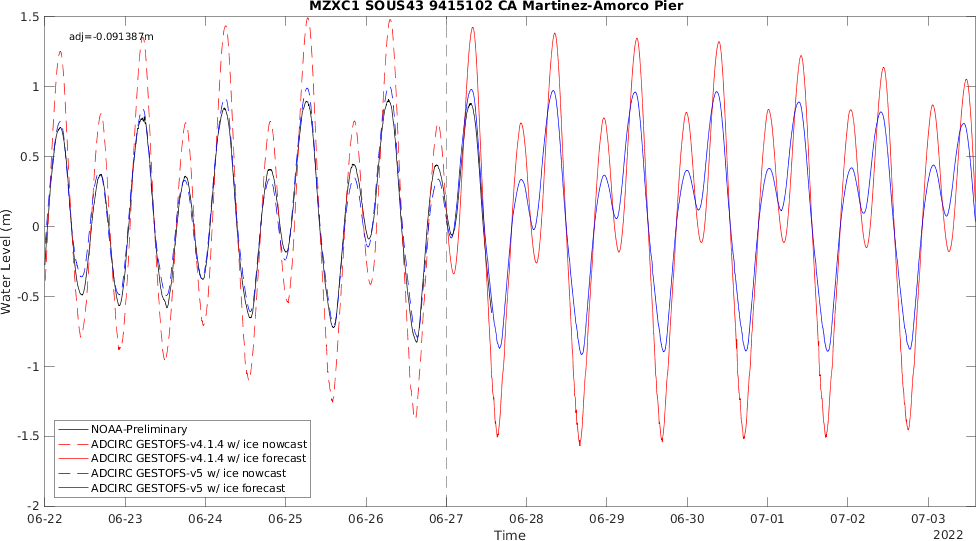 MZXC1 SOUS43 9415102 CA Martinez-Amorco Pier
adj=-0.091387m
1.5
1
0.5
0
-0.5
-1
-1.5
-2
Water Level (m)
NOAA-Preliminary
ADCIRC GESTOFS-v4.1.4 w/ ice nowcast
ADCIRC GESTOFS-v4.1.4 w/ ice forecast
ADCIRC GESTOFS-v5 w/ ice nowcast
ADCIRC GESTOFS-v5 w/ ice forecast
06-22 06-23 06-24 06-25 06-26 06-27 06-28 06-29 06-30 07-01 07-02 07-03
Time
2022